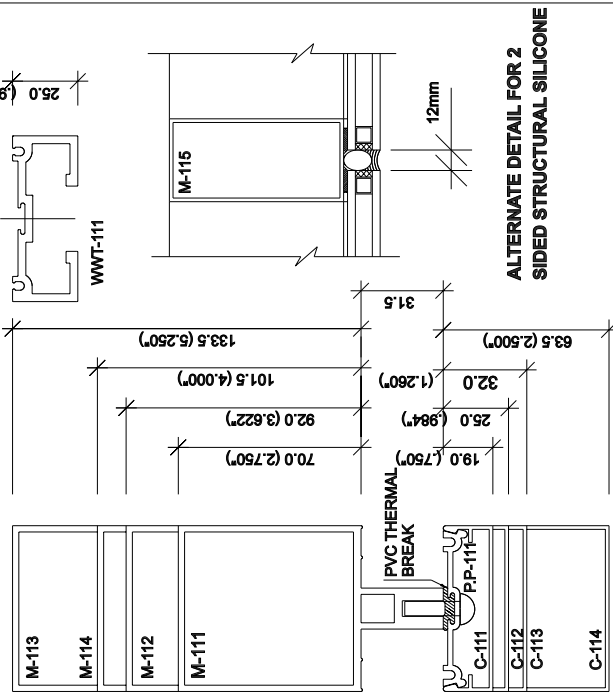 25.0 (.9
WWT-111
M-115
12mm
ALTERNATE DETAIL FOR 2
SIDED STRUCTURAL SILICONE
133.5 (5.250")
101.5 (4.000")
92.0 (3.622")
70.0 (2.750")
31.5
63.5 (2.500")
32.0
(1.260")
25.0 (.984")
19.0 (.750")
PVC THERMAL
BREAK
M-113
M-114
M-112
M-111
P.P-111
C-111
C-112
C-113
C-114